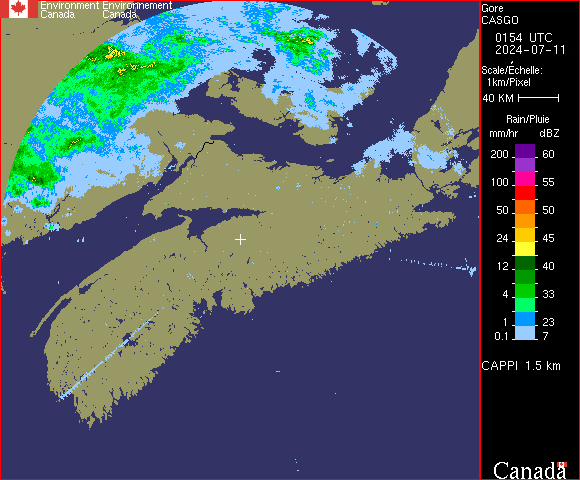 Environment Environnement
Canada Canada
Gore
CASGO
0154 UTC
2024-07-11
Scale/Échelle:
1km/Pixel
40 KM
Rain/Pluie
mm/hr dBZ
200 60
100 55
50 50
24 45
12 40
4 33
1 23
0.1 7
CAPPI 1.5 km
Canada